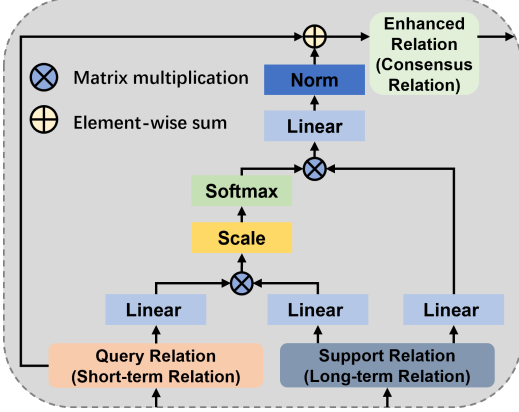 Enhanced
Relation
(Consensus
Relation)
Matrix multiplication
Norm
Element-wise sum
Linear
Softmax
Scale
Linear
Linear
Linear
Query Relation
(Short-term Relation)
Support Relation
(Long-term Relation)